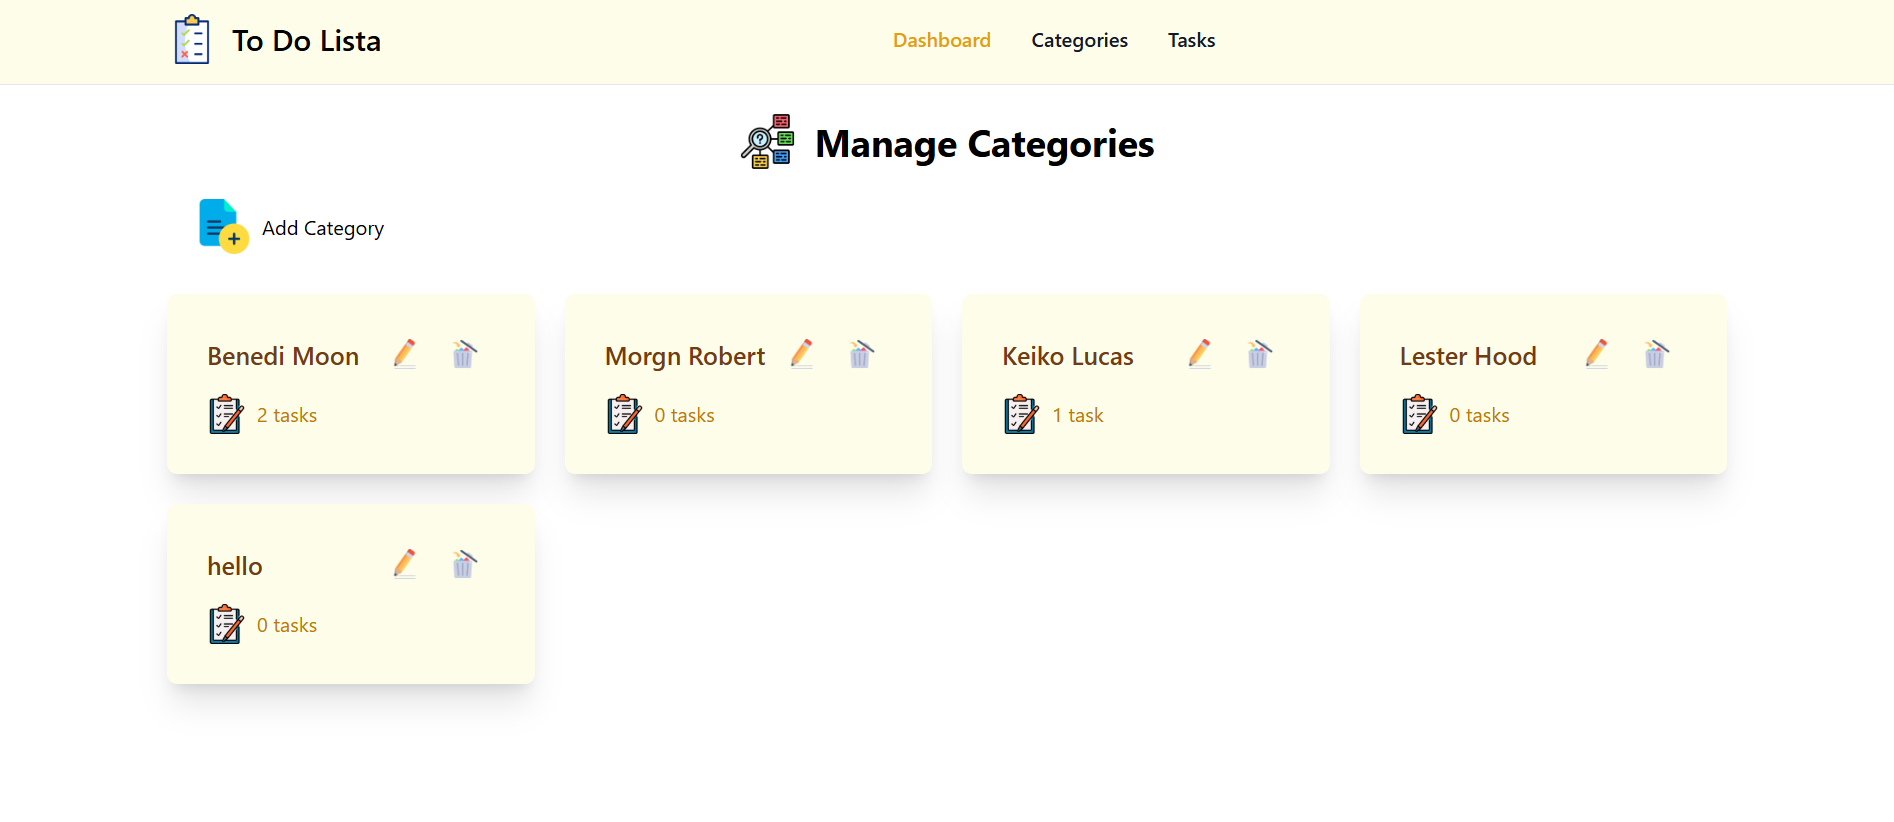 To Do Lista
Dashboard Categories Tasks
Manage Categories
Add Category
Benedi Moon
2 tasks
Morgn Robert
0 tasks
Keiko Lucas
1 task
Lester Hood
0 tasks
hello
0 tasks